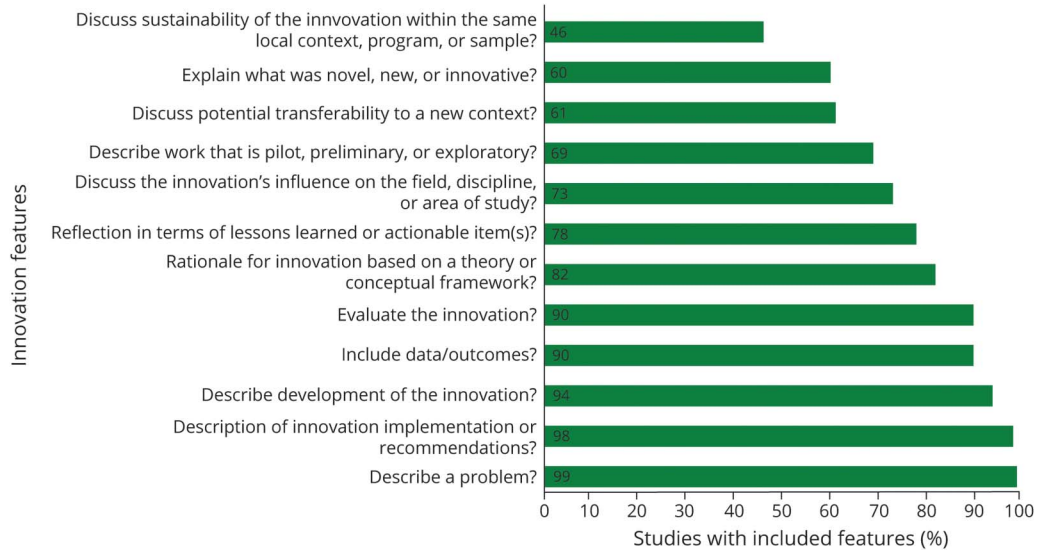 Discuss sustainability of the innvovation within the same
local context, program, or sample?
46
Explain what was novel, new, or innovative?
60
Discuss potential transferability to a new context?
61
Describe work that is pilot, preliminary, or exploratory?
69
Discuss the innovation's influence on the field, discipline,
or area of study?
73
Reflection in terms of lessons learned or actionable item(s)?
78
Rationale for innovation based on a theory or
conceptual framework?
82
Evaluate the innovation?
90
Include data/outcomes?
90
Describe development of the innovation?
94
Description of innovation implementation or
recommendations?
98
Describe a problem?
99
Innovation features
0 10 20 30 40 50 60 70 80 90 100
Studies with included features (%)